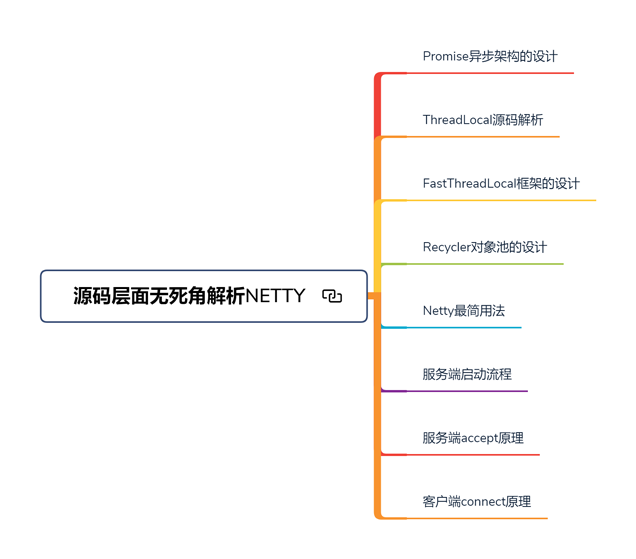 Promise异步架构的设计
ThreadLocal源码解析
FastThreadLocal框架的设计
Recycler对象池的设计
源码层面无死角解析NETTY
Netty最简用法
服务端启动流程
服务端accept原理
客户端connect原理